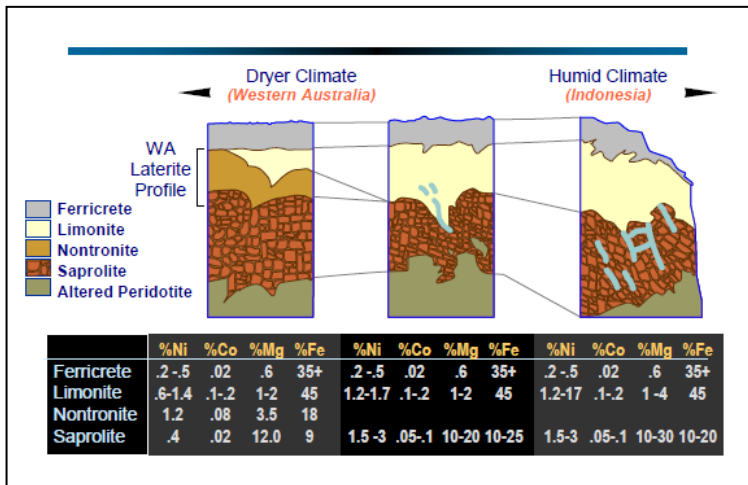 Dryer Climate
(Western Australia)
Humid Climate
(Indonesia)
WA
Laterite
Profile
Ferricrete
Limonite
Nontronite
Saprolite
Altered Peridotite
%Ni %Co %Mg %Fe %Ni %Co %Mg %Fe %Ni %Co %Mg %Fe
Ferricrete .2 -.5 .02 .6 35+ .2 -.5 .02 .6 35+ .2 -.5 .02 .6 35+
Limonite .6-1.4 .1-.2 1-2 45 1.2-1.7 .1-.2 1-2 45 1.2-17 .1-.2 1 -4 45
Nontronite 1.2 .08 3.5 18
Saprolite .4 .02 12.0 9 1.5 -3 .05-.1 10-20 10-25 1.5-3 .05-.1 10-30 10-20